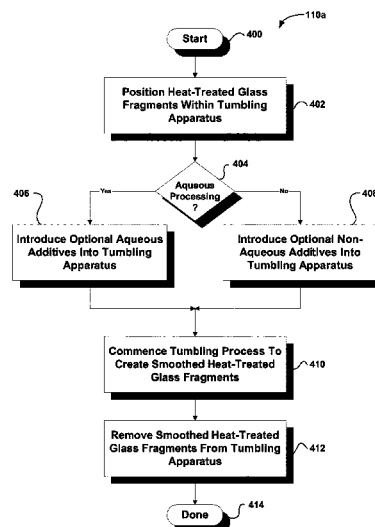 110a
Start
400
Position Heat-Treated Glass
Fragments Within Tumbling
Apparatus
402
404
Aqueous
Processing
?
Yes
No
406
Introduce Optional Aqueous
Additives Into Tumbling
Apparatus
408
Introduce Optional Non-
Aqueous Additives Into
Tumbling Apparatus
Commence Tumbling Process To
Create Smoothed Heat-Treated
Glass Fragments
410
Remove Smoothed Heat-Treated
Glass Fragments From Tumbling
Apparatus
412
Done
414